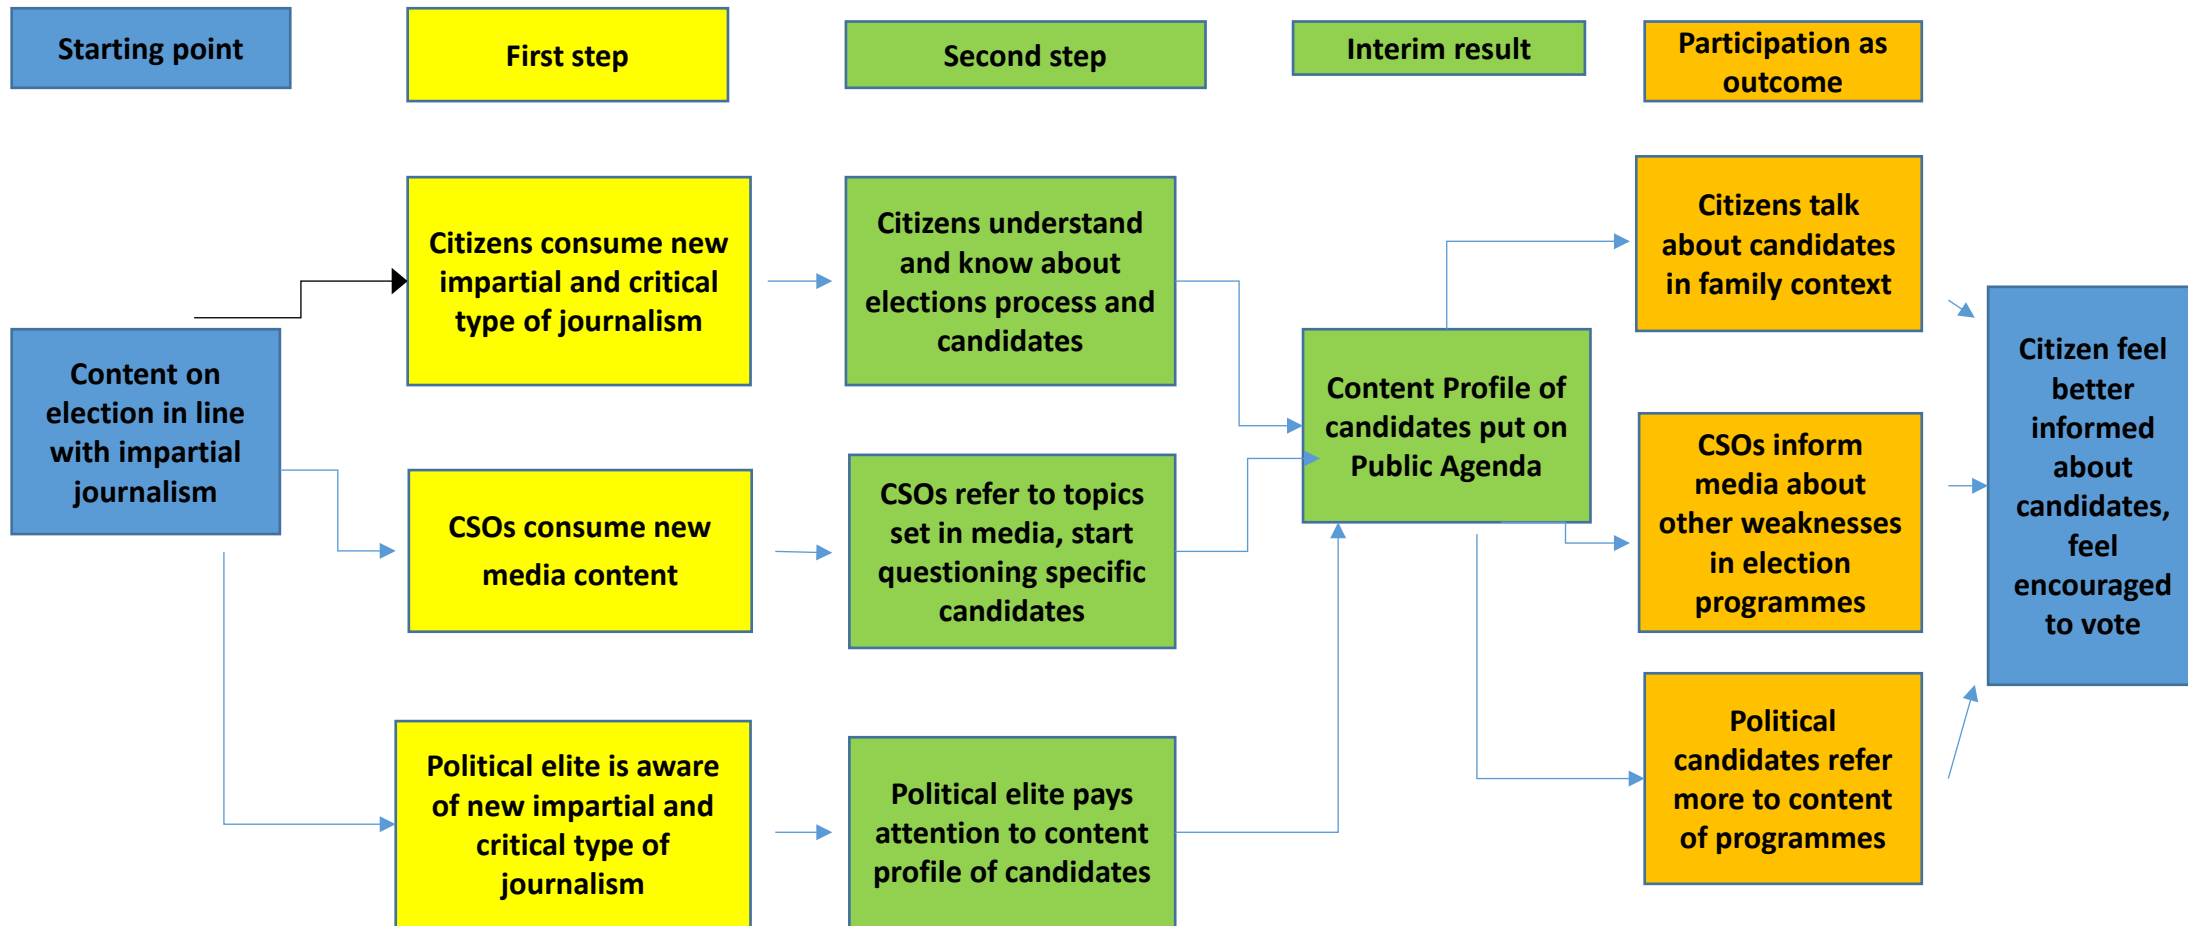 Starting point
First step
Second step
Interim result
Participation as
outcome
Content on
election in line
with impartial
journalism
Citizens consume new
impartial and critical
type of journalism
CSOs consume new
media content
Political elite is aware
of new impartial and
critical type of
journalism
Citizens understand
and know about
elections process and
candidates
CSOs refer to topics
set in media, start
questioning specific
candidates
Political elite pays
attention to content
profile of candidates
Content Profile of
candidates put on
Public Agenda
Citizens talk
about candidates
in family context
CSOs inform
media about
other weaknesses
in election
programmes
Political
candidates refer
more to content
of programmes
Citizen feel
better
informed
about
candidates,
feel
encouraged
to vote